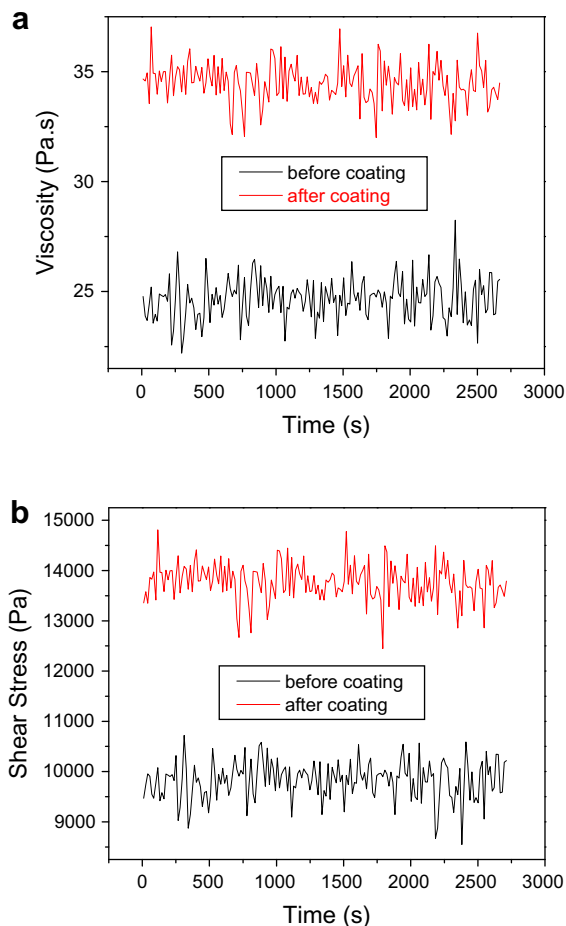 a
35
30
25
Viscosity (Pa.s)
before coating
after coating
0 500 1000 1500 2000 2500 3000
Time (s)
b
15000
14000
13000
12000
11000
10000
9000
Shear Stress (Pa)
before coating
after coating
0 500 1000 1500 2000 2500 3000
Time (s)